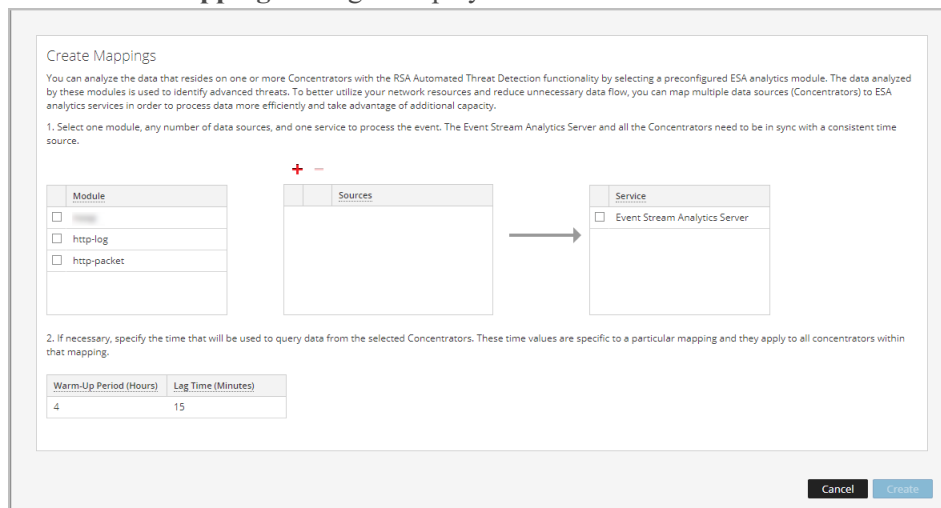 Create Mappings
You can analyze the data that resides on one or more Concentrators with the RSA Automated Threat Detection functionality by selecting a preconfigured ESA analytics module. The data analyzed
by these modules is used to identify advanced threats. To better utilize your network resources and reduce unnecessary data flow, you can map multiple data sources (Concentrators) to ESA
analytics services in order to process data more efficiently and take advantage of additional capacity.
1. Select one module, any number of data sources, and one service to process the event. The Event Stream Analytics Server and all the Concentrators need to be in sync with a consistent time
source.
Module
http-log
http-packet
Sources
Service
Event Stream Analytics Server
2. If necessary, specify the time that will be used to query data from the selected Concentrators. These time values are specific to a particular mapping and they apply to all concentrators within
that mapping.
Warm-Up Period (Hours) Lag Time (Minutes)
4 15
Cancel Create